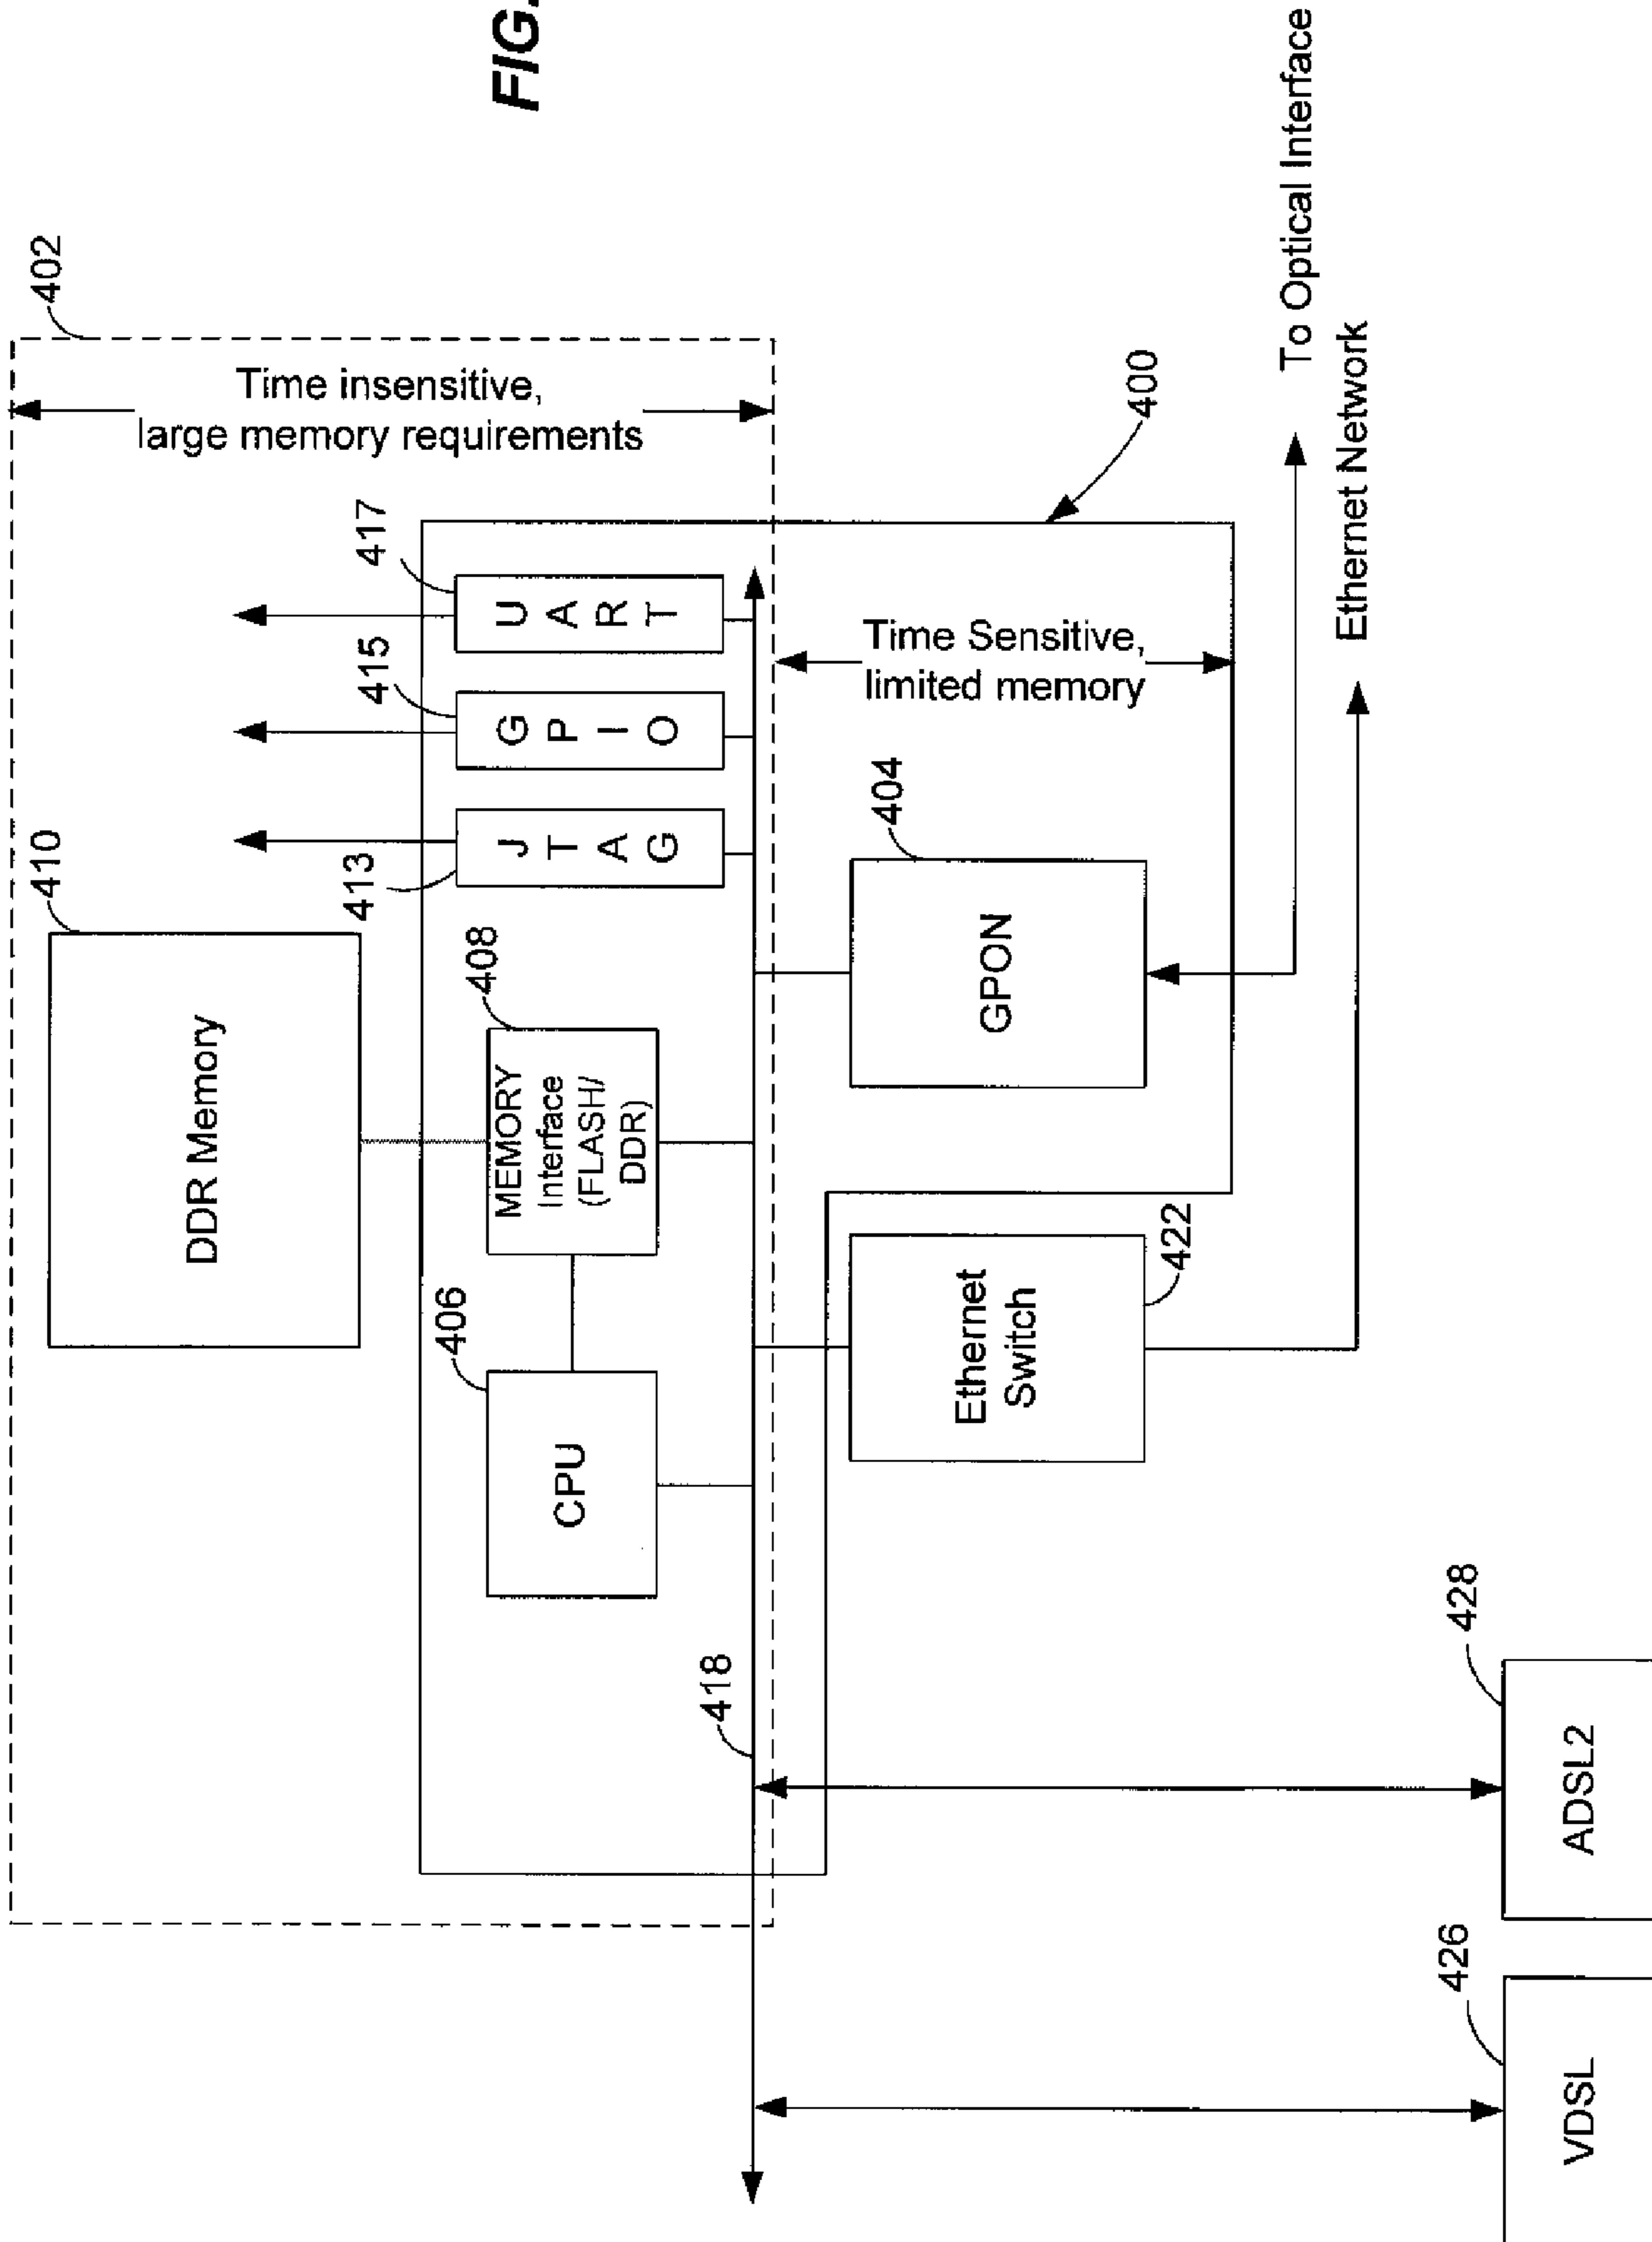 FIG.
402
Time insensitive,
large memory requirements
410
DDR Memory
413
415
417
J
T
A
G
G
P
I
O
U
A
R
T
406
408
CPU
MEMORY
Interface
(FLASH/
DDR)
400
418
Time Sensitive,
limited memory
404
GPON
Ethernet
Switch
422
To Optical Interface
Ethernet Network
426
428
VDSL
ADSL2